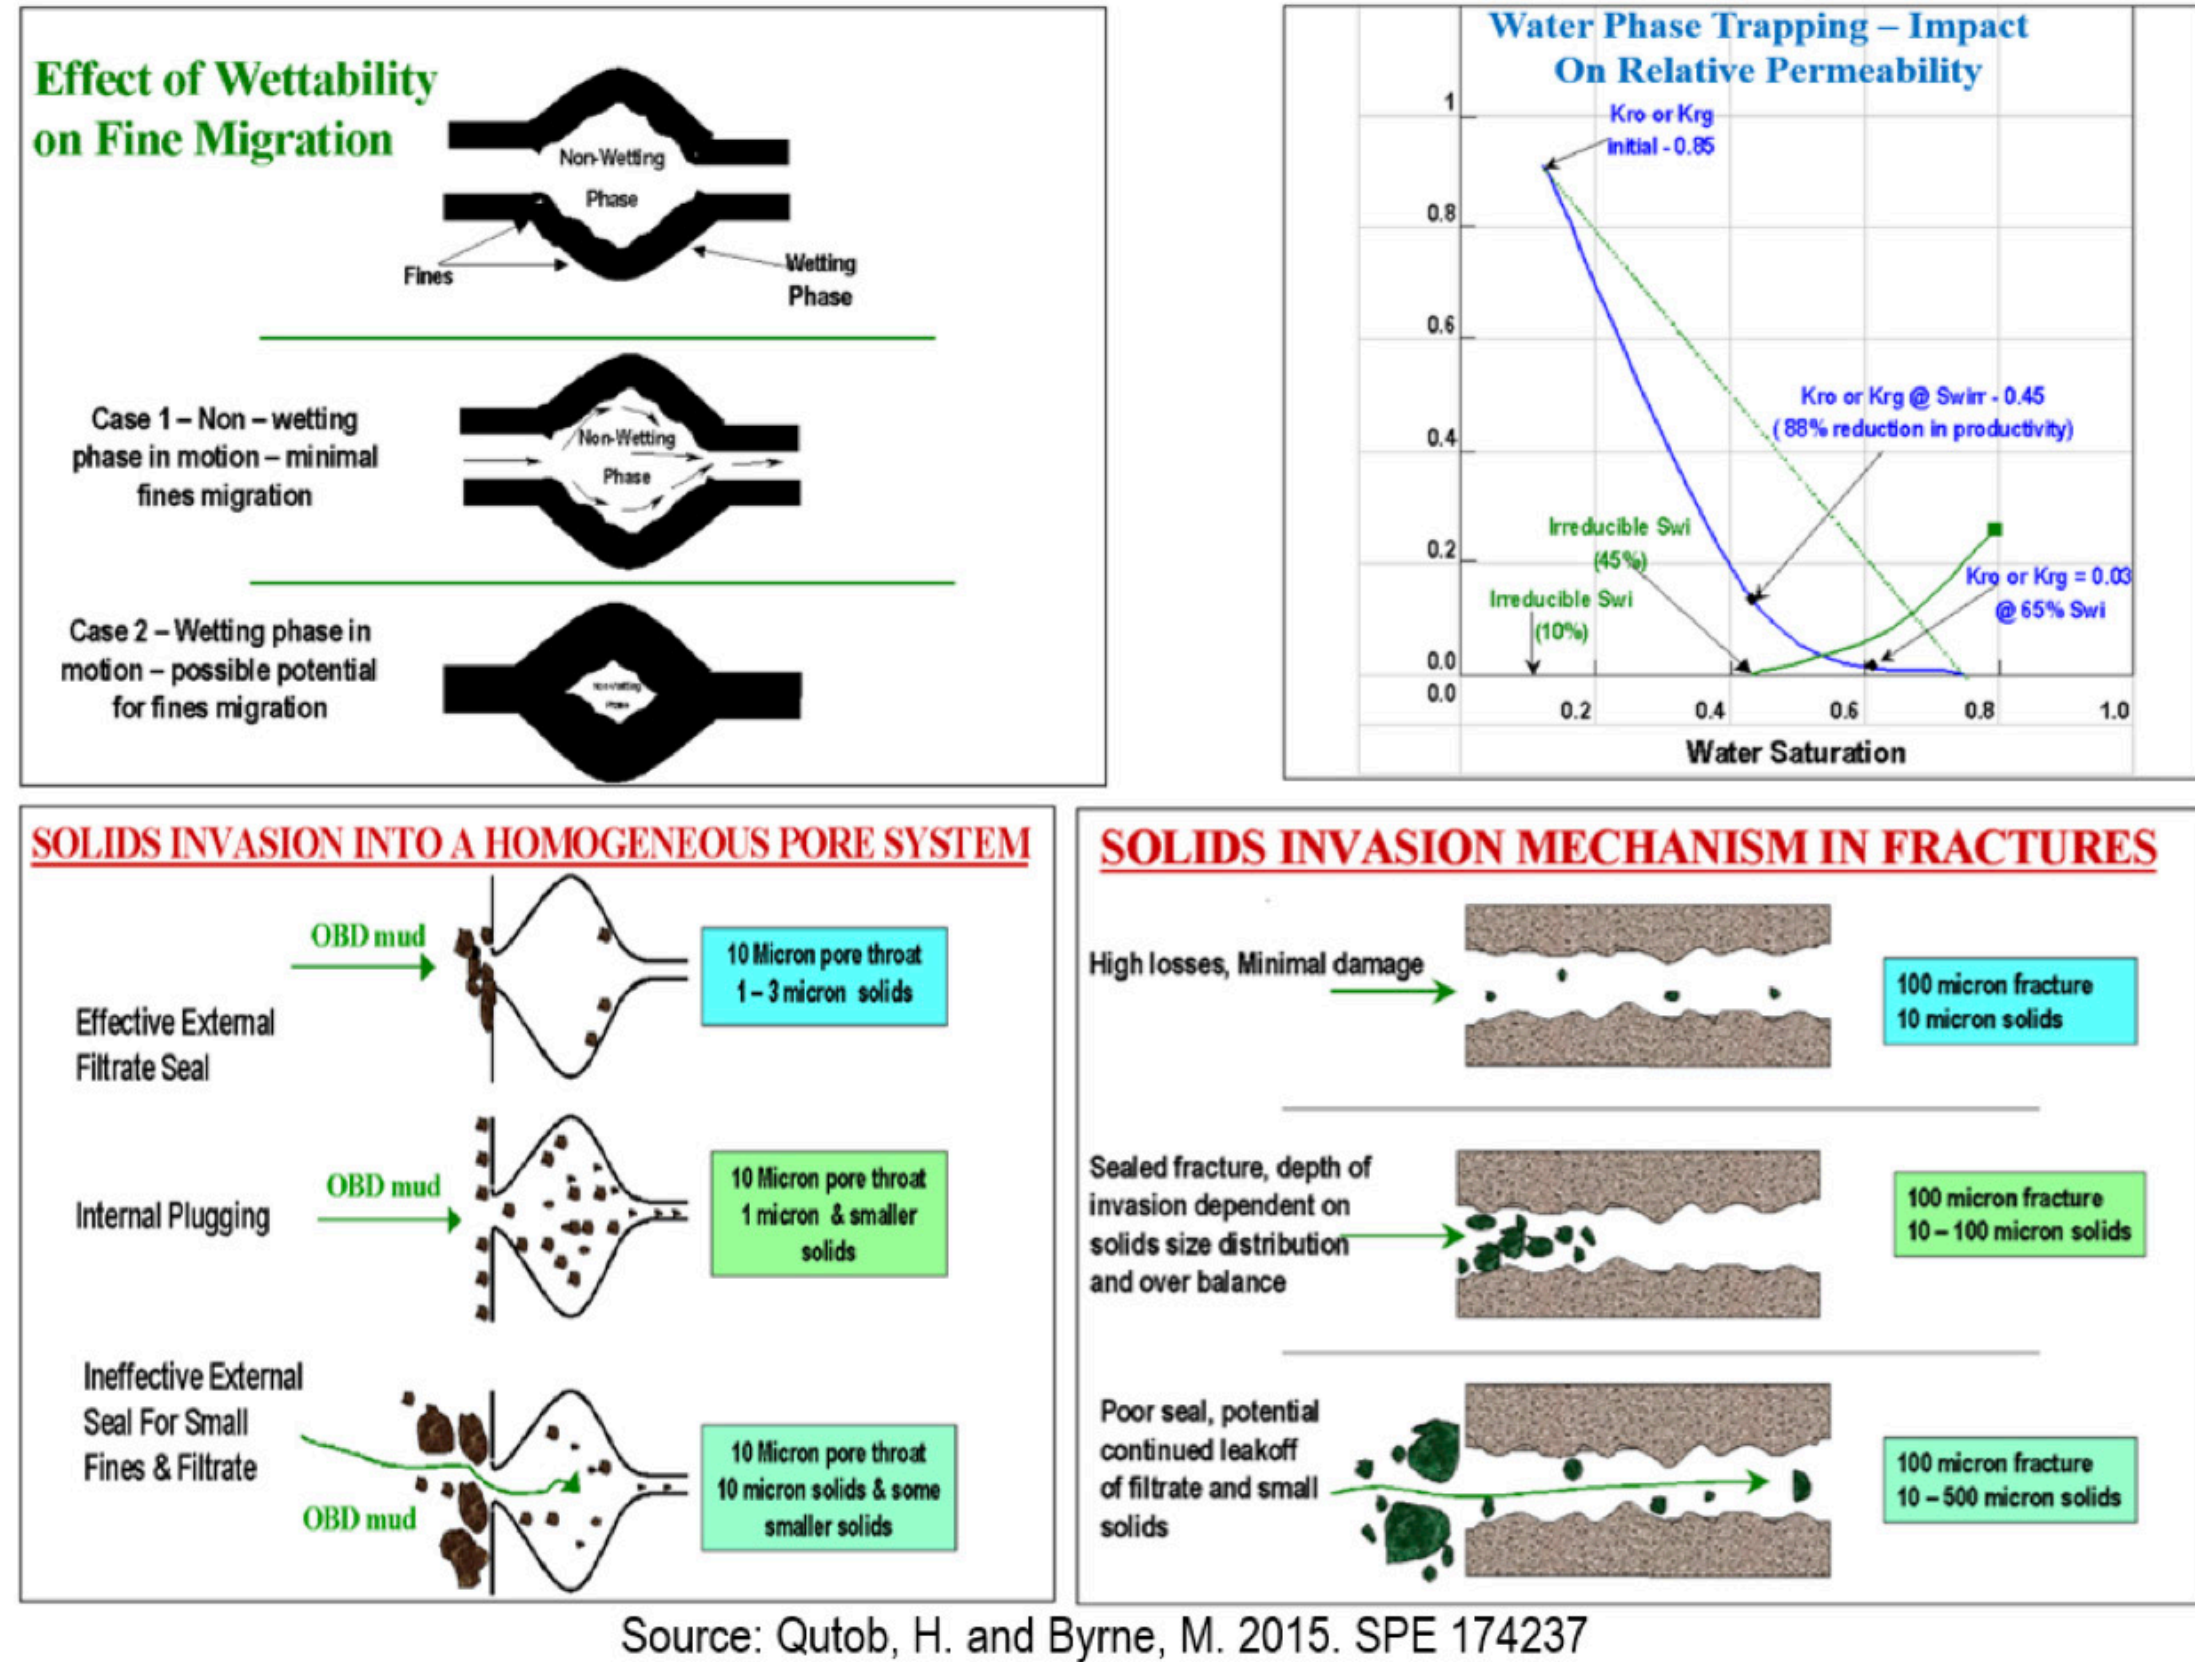 Effect of Wettability
on Fine Migration
Non-Wetting
Phase
Fines
Wetting
Phase
Case 1 – Non – wetting
phase in motion – minimal
fines migration
Non-Wetting
Phase
Case 2 – Wetting phase in
motion – possible potential
for fines migration
Non-Wetting
Phase
Water Phase Trapping – Impact
On Relative Permeability
1
Kro or Krg
initial - 0.85
0.8
0.6
Kro or Krg @ Swirr - 0.45
( 88% reduction in productivity)
0.4
Irreducible Swi
(45%)
0.2
Kro or Krg = 0.03
@ 65% Swi
Irreducible Swi
(10%)
0.0
0.0
0.2
0.4
0.6
0.8
1.0
Water Saturation
SOLIDS INVASION INTO A HOMOGENEOUS PORE SYSTEM
OBD mud
Effective External
Filtrate Seal
10 Micron pore throat
1 – 3 micron solids
OBD mud
Internal Plugging
10 Micron pore throat
1 micron & smaller
solids
Ineffective External
Seal For Small
Fines & Filtrate
OBD mud
10 Micron pore throat
10 micron solids & some
smaller solids
SOLIDS INVASION MECHANISM IN FRACTURES
High losses, Minimal damage
100 micron fracture
10 micron solids
Sealed fracture, depth of
invasion dependent on
solids size distribution
and over balance
100 micron fracture
10 – 100 micron solids
Poor seal, potential
continued leakoff
of filtrate and small
solids
100 micron fracture
10 – 500 micron solids
Source: Qutob, H. and Byrne, M. 2015. SPE 174237